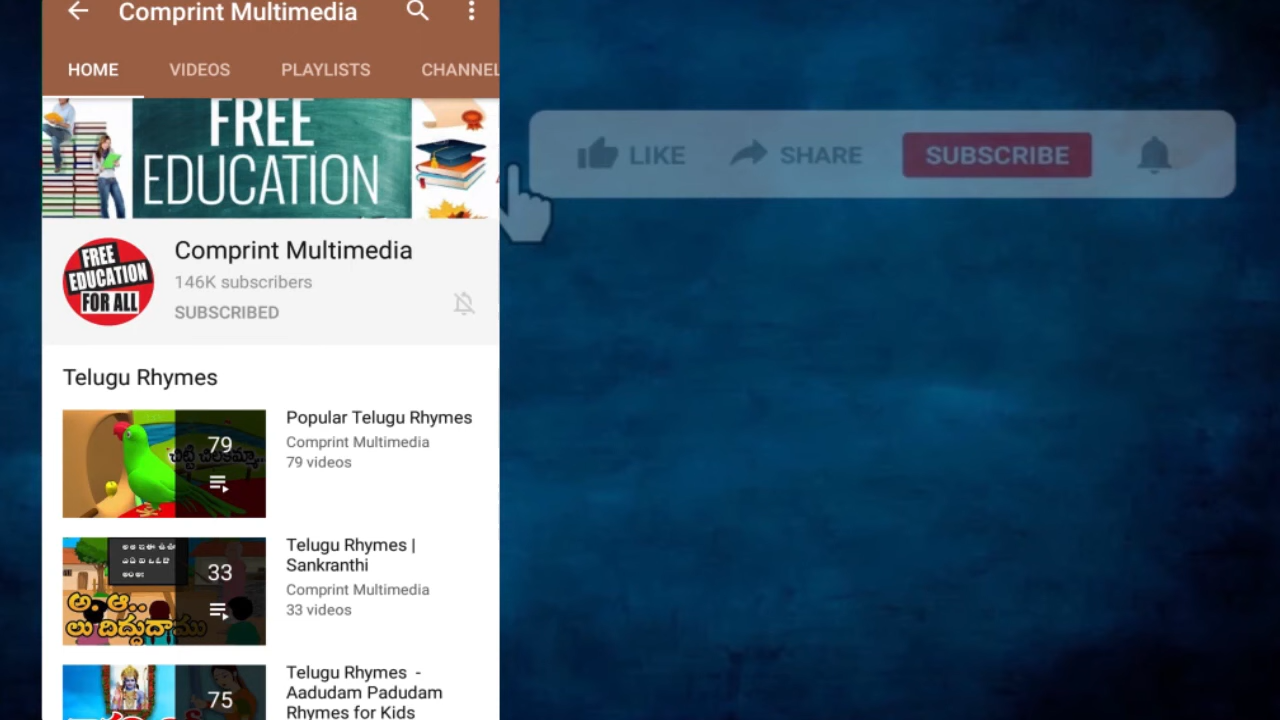 Comprint Multimedia
HOME VIDEOS PLAYLISTS CHANNEL
FREE
EDUCATION
LIKE SHARE SUBSCRIBE
FREE
EDUCATION
FOR ALL
Comprint Multimedia
146K subscribers
SUBSCRIBED
Telugu Rhymes
79
చిట్టి చిలకమ్మా..
Popular Telugu Rhymes
Comprint Multimedia
79 videos
33
అ. ఆ..
లు దిద్దుదాము
Telugu Rhymes |
Sankranthi
Comprint Multimedia
33 videos
75
Telugu Rhymes -
Aadudam Padudam
Rhymes for Kids